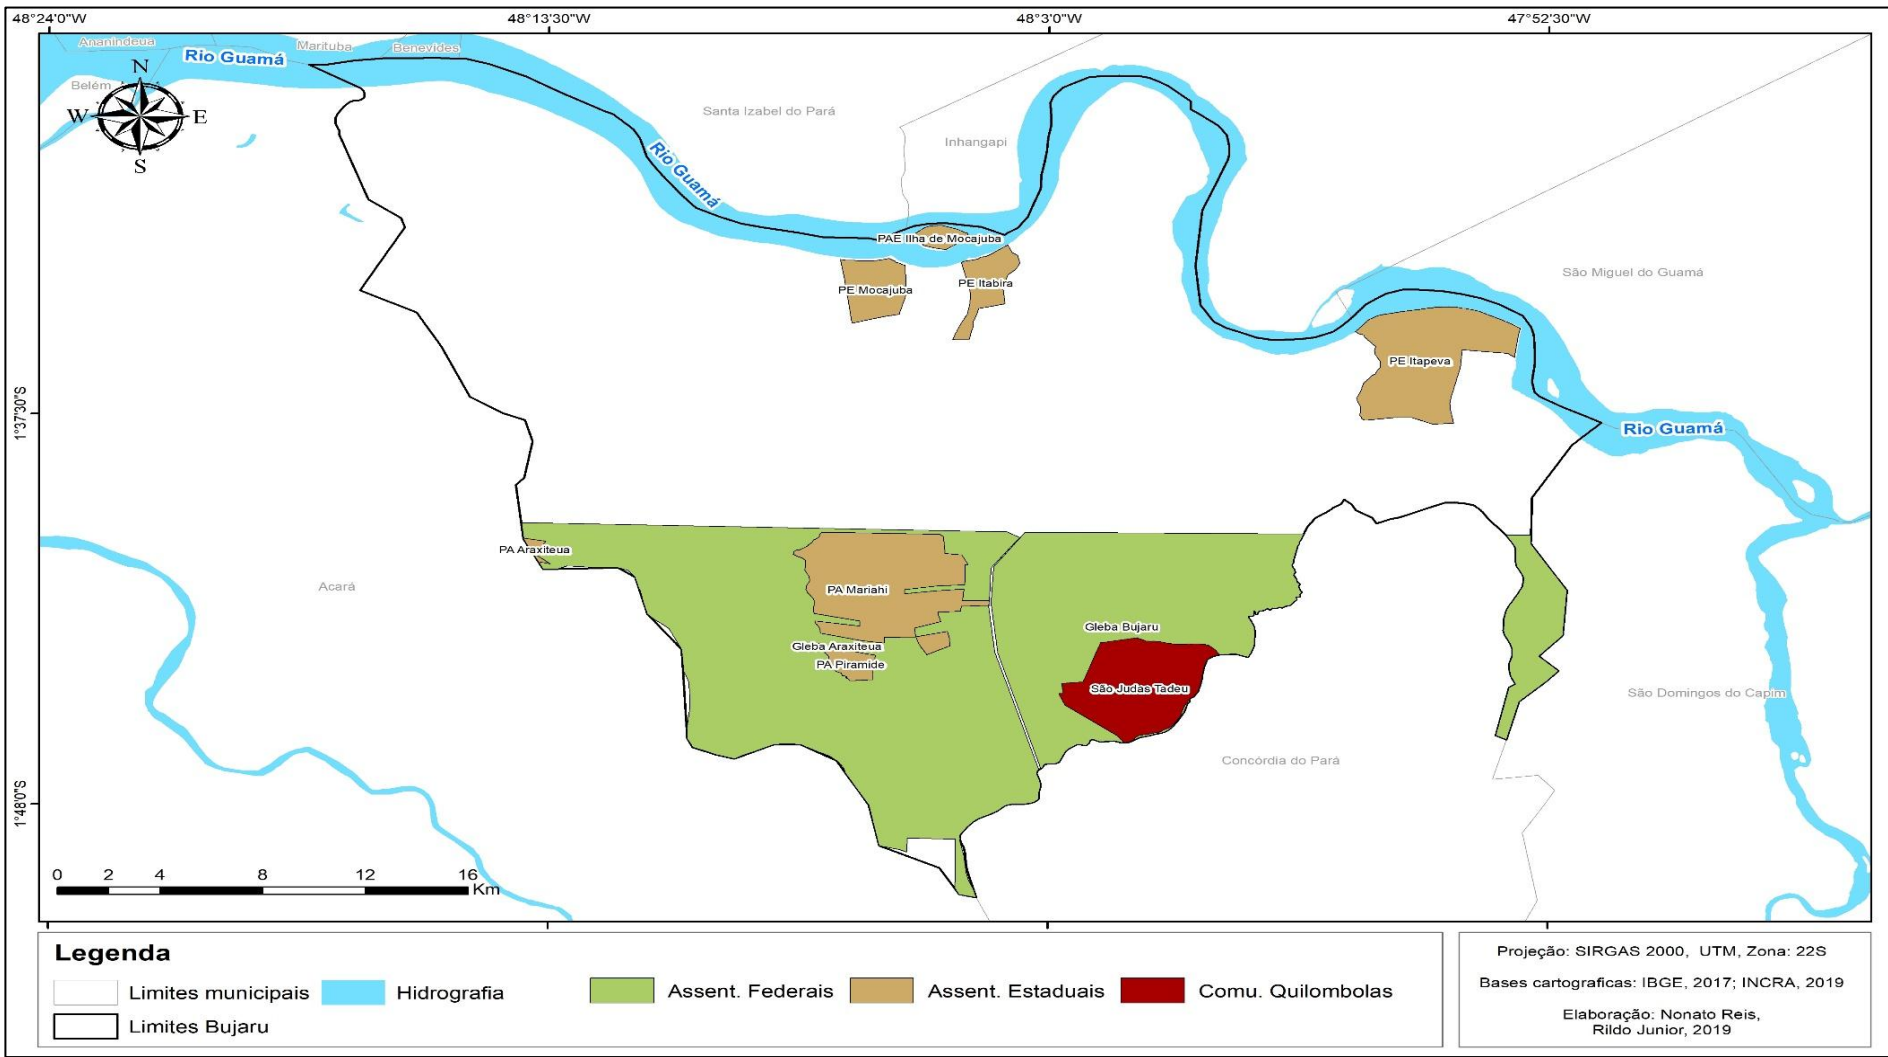 48°24'0"W
48°13'30"W
48°3'0"W
47°52'30"W
Ananindeua
Marituba
Benevides
Rio Guamá
Belém
N
W
E
S
Santa Izabel do Pará
Inhangapi
Rio Guamá
PAE Ilha de Mocajuba
PE Mocajuba
PE Itabira
São Miguel do Guamá
PE Itapeva
1°37'30"S
Rio Guamá
PA Araxiteua
Acará
PA Mariahi
Gleba Bujaru
Gleba Araxiteua
PA Piramide
São Judas Tadeu
São Domingos do Capim
Concórdia do Pará
1°48'0"S
0 2 4 8 12 16
Km
Legenda
Limites municipais
Hidrografia
Assent. Federais
Assent. Estaduais
Comu. Quilombolas
Limites Bujaru
Projeção: SIRGAS 2000, UTM, Zona: 22S
Bases cartograficas: IBGE, 2017; INCRA, 2019
Elaboração: Nonato Reis,
Rildo Junior, 2019